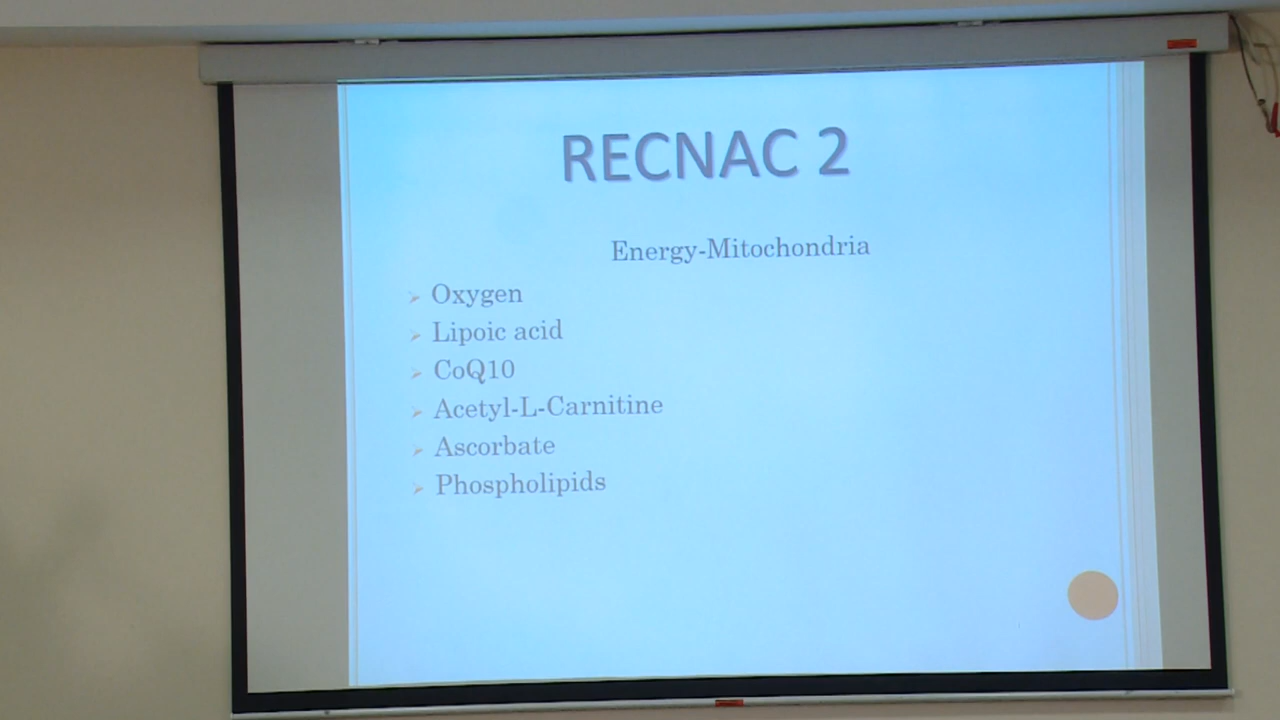 RECNAC 2
Energy-Mitochondria
Oxygen
Lipoic acid
CoQ10
Acetyl-L-Carnitine
Ascorbate
Phospholipids